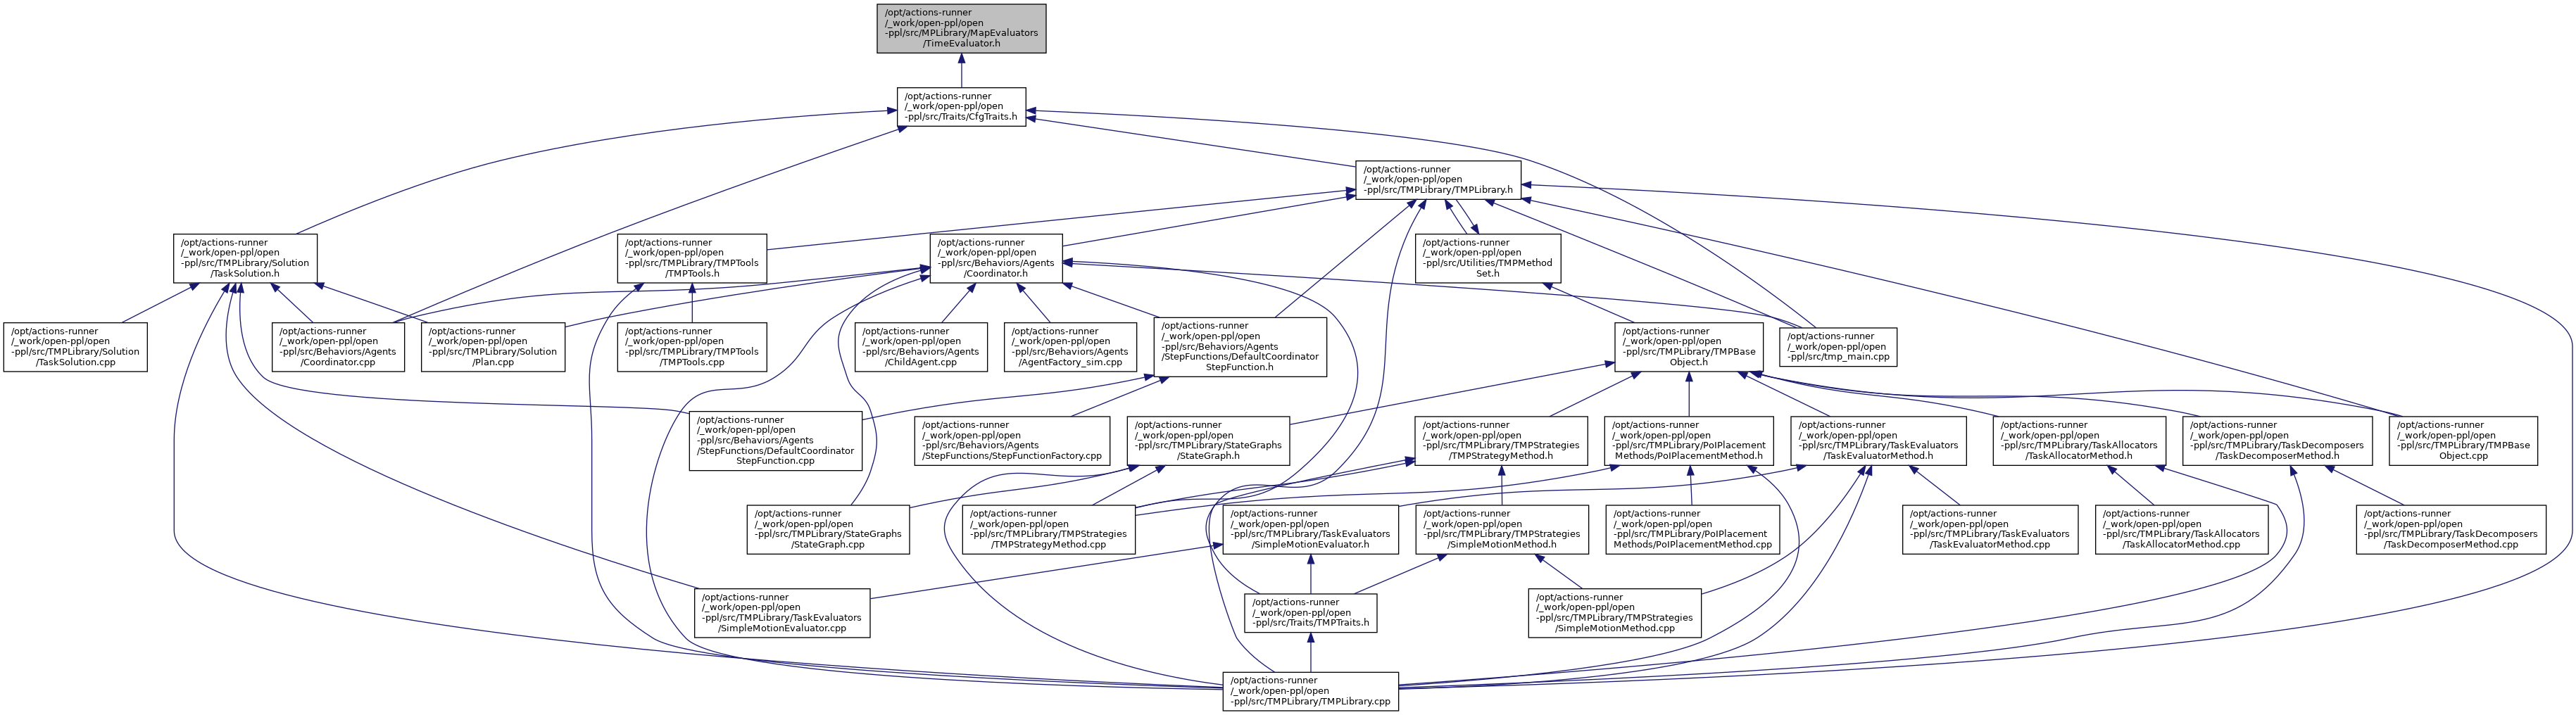 /opt/actions-runner
/_work/open-ppl/open
-ppl/src/MPLibrary/MapEvaluators
/TimeEvaluator.h
/opt/actions-runner
/_work/open-ppl/open
-ppl/src/Traits/CfgTraits.h
/opt/actions-runner
/_work/open-ppl/open
-ppl/src/TMPLibrary/TMPLibrary.h
/opt/actions-runner
/_work/open-ppl/open
-ppl/src/TMPLibrary/Solution
/TaskSolution.h
/opt/actions-runner
/_work/open-ppl/open
-ppl/src/TMPLibrary/TMPTools
/TMPTools.h
/opt/actions-runner
/_work/open-ppl/open
-ppl/src/Behaviors/Agents
/Coordinator.h
/opt/actions-runner
/_work/open-ppl/open
-ppl/src/Utilities/TMPMethod
Set.h
/opt/actions-runner
/_work/open-ppl/open
-ppl/src/TMPLibrary/Solution
/TaskSolution.cpp
/opt/actions-runner
/_work/open-ppl/open
-ppl/src/Behaviors/Agents
/Coordinator.cpp
/opt/actions-runner
/_work/open-ppl/open
-ppl/src/TMPLibrary/Solution
/Plan.cpp
/opt/actions-runner
/_work/open-ppl/open
-ppl/src/TMPLibrary/TMPTools
/TMPTools.cpp
/opt/actions-runner
/_work/open-ppl/open
-ppl/src/Behaviors/Agents
/ChildAgent.cpp
/opt/actions-runner
/_work/open-ppl/open
-ppl/src/Behaviors/Agents
/AgentFactory_sim.cpp
/opt/actions-runner
/_work/open-ppl/open
-ppl/src/Behaviors/Agents
/StepFunctions/DefaultCoordinator
StepFunction.h
/opt/actions-runner
/_work/open-ppl/open
-ppl/src/TMPLibrary/TMPBase
Object.h
/opt/actions-runner
/_work/open-ppl/open
-ppl/src/tmp_main.cpp
/opt/actions-runner
/_work/open-ppl/open
-ppl/src/Behaviors/Agents
/StepFunctions/DefaultCoordinator
StepFunction.cpp
/opt/actions-runner
/_work/open-ppl/open
-ppl/src/Behaviors/Agents
/StepFunctions/StepFunctionFactory.cpp
/opt/actions-runner
/_work/open-ppl/open
-ppl/src/TMPLibrary/StateGraphs
/StateGraph.h
/opt/actions-runner
/_work/open-ppl/open
-ppl/src/TMPLibrary/TMPStrategies
/TMPStrategyMethod.h
/opt/actions-runner
/_work/open-ppl/open
-ppl/src/TMPLibrary/PoIPlacement
Methods/PoIPlacementMethod.h
/opt/actions-runner
/_work/open-ppl/open
-ppl/src/TMPLibrary/TaskEvaluators
/TaskEvaluatorMethod.h
/opt/actions-runner
/_work/open-ppl/open
-ppl/src/TMPLibrary/TaskAllocators
/TaskAllocatorMethod.h
/opt/actions-runner
/_work/open-ppl/open
-ppl/src/TMPLibrary/TaskDecomposers
/TaskDecomposerMethod.h
/opt/actions-runner
/_work/open-ppl/open
-ppl/src/TMPLibrary/TMPBase
Object.cpp
/opt/actions-runner
/_work/open-ppl/open
-ppl/src/TMPLibrary/StateGraphs
/StateGraph.cpp
/opt/actions-runner
/_work/open-ppl/open
-ppl/src/TMPLibrary/TMPStrategies
/TMPStrategyMethod.cpp
/opt/actions-runner
/_work/open-ppl/open
-ppl/src/TMPLibrary/TaskEvaluators
/SimpleMotionEvaluator.h
/opt/actions-runner
/_work/open-ppl/open
-ppl/src/TMPLibrary/TMPStrategies
/SimpleMotionMethod.h
/opt/actions-runner
/_work/open-ppl/open
-ppl/src/TMPLibrary/PoIPlacement
Methods/PoIPlacementMethod.cpp
/opt/actions-runner
/_work/open-ppl/open
-ppl/src/TMPLibrary/TaskEvaluators
/TaskEvaluatorMethod.cpp
/opt/actions-runner
/_work/open-ppl/open
-ppl/src/TMPLibrary/TaskAllocators
/TaskAllocatorMethod.cpp
/opt/actions-runner
/_work/open-ppl/open
-ppl/src/TMPLibrary/TaskDecomposers
/TaskDecomposerMethod.cpp
/opt/actions-runner
/_work/open-ppl/open
-ppl/src/TMPLibrary/TaskEvaluators
/SimpleMotionEvaluator.cpp
/opt/actions-runner
/_work/open-ppl/open
-ppl/src/Traits/TMPTraits.h
/opt/actions-runner
/_work/open-ppl/open
-ppl/src/TMPLibrary/TMPStrategies
/SimpleMotionMethod.cpp
/opt/actions-runner
/_work/open-ppl/open
-ppl/src/TMPLibrary/TMPLibrary.cpp